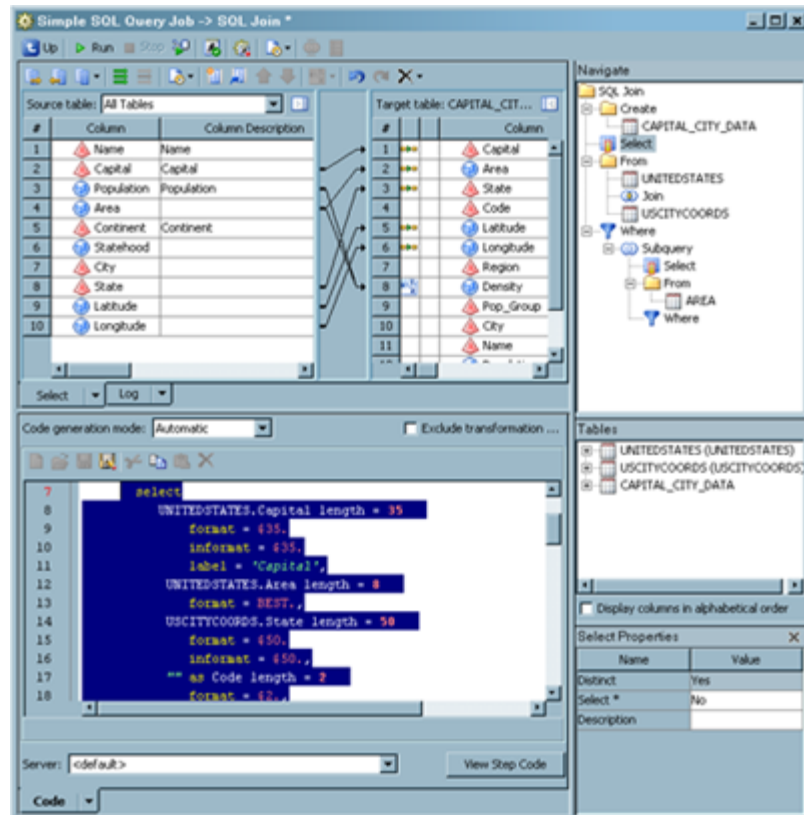 Simple SQL Query Job -> SQL Join *
Up Run Stop
Source table: All Tables
# Column Column Description
1 Name Name
2 Capital Capital
3 Population Population
4 Area
5 Continent Continent
6 Statehood
7 City
8 State
9 Latitude
10 Longitude
Target table: CAPITAL_CIT...
# Column
1 Capital
2 Area
3 State
4 Code
5 Latitude
6 Longitude
7 Region
8 Density
9 Pop_Group
10 City
11 Name
Select Log
Code generation mode: Automatic Exclude transformation ...
7 select
8 UNITEDSTATES.Capital length = 35
9 format = $35.
10 informat = $35.
11 label = 'Capital',
12 UNITEDSTATES.Area length = 8
13 format = BEST.,
14 USCITYCOORDS.State length = 50
15 format = $50.
16 informat = $50.,
17 "" as Code length = 2
18 format = $2.,
Server: <default> View Step Code
Code
Navigate
SQL Join
Create
CAPITAL_CITY_DATA
Select
From
UNITEDSTATES
Join
USCITYCOORDS
Where
Subquery
Select
From
AREA
Where
Tables
UNITEDSTATES (UNITEDSTATES)
USCITYCOORDS (USCITYCOORDS)
CAPITAL_CITY_DATA
Display columns in alphabetical order
Select Properties
Name Value
Distinct Yes
Select * No
Description